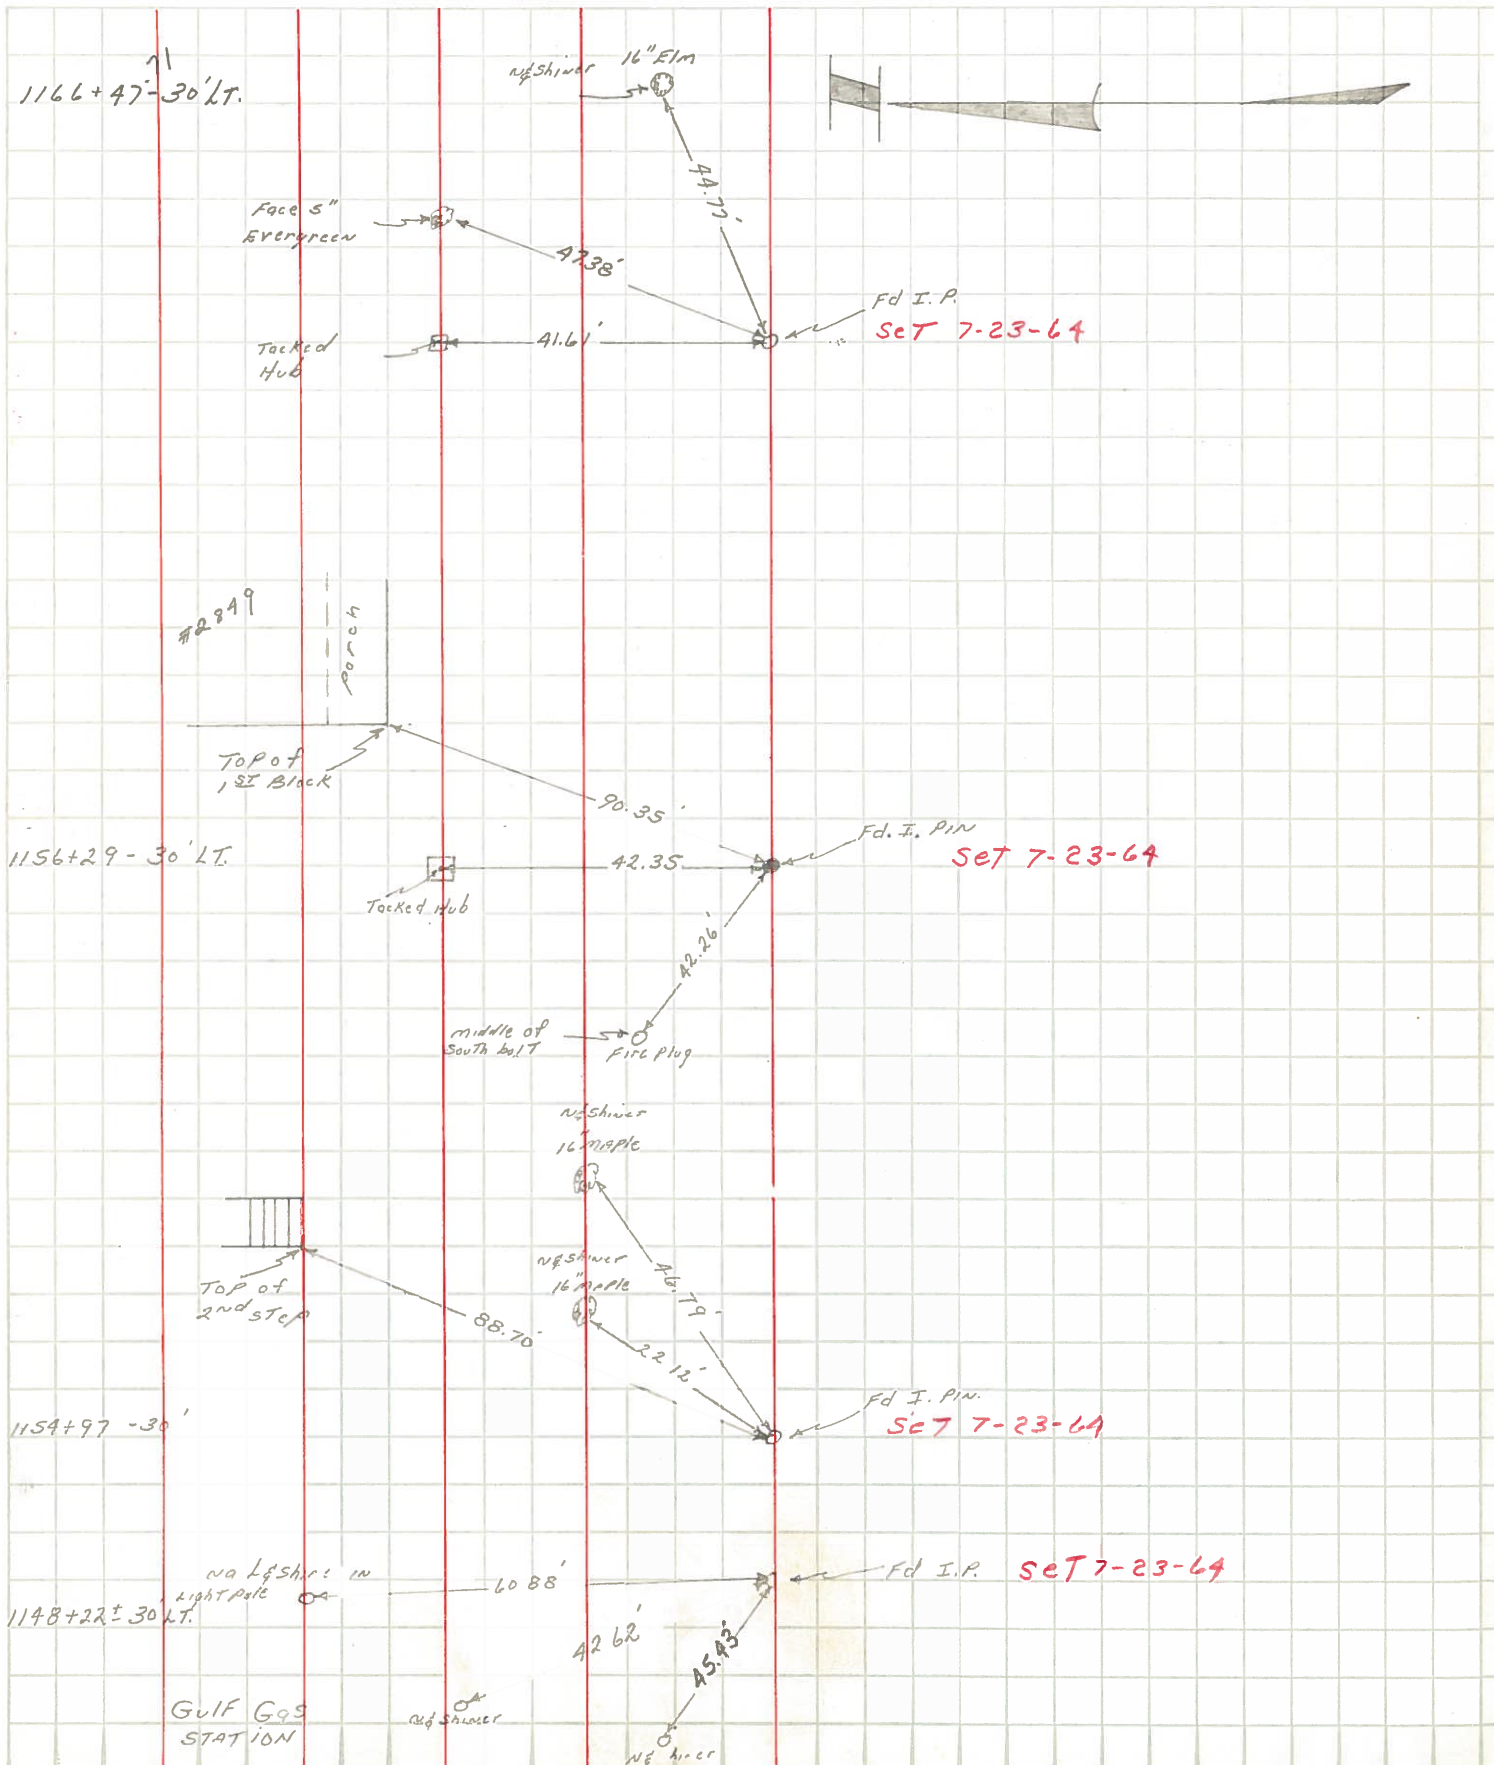 1166+47-30' LT.
N&Shiner
16" Elm
44.77'
Face 5"
Evergreen
47.38'
Fd I.P.
Set 7-23-64
Tacked
Hub
41.61'
#2849
Porch
Top of
1st Block
90.35'
Fd. I. Pin
Set 7-23-64
1156+29 - 30' LT.
42.35
Tacked Hub
42.26'
middle of
South bolt
Fire Plug
N&Shiner
16" maple
N&Shiner
16" maple
46.79'
Top of
2nd step
88.70'
22.12'
Fd I. Pin.
Set 7-23-64
1154+97 -30'
Light Pole
60 88'
Fd I.P. Set 7-23-64
1148+22± 30' LT.
42 62'
45.43'
Gulf Gas
Station
N& Shiner
N&